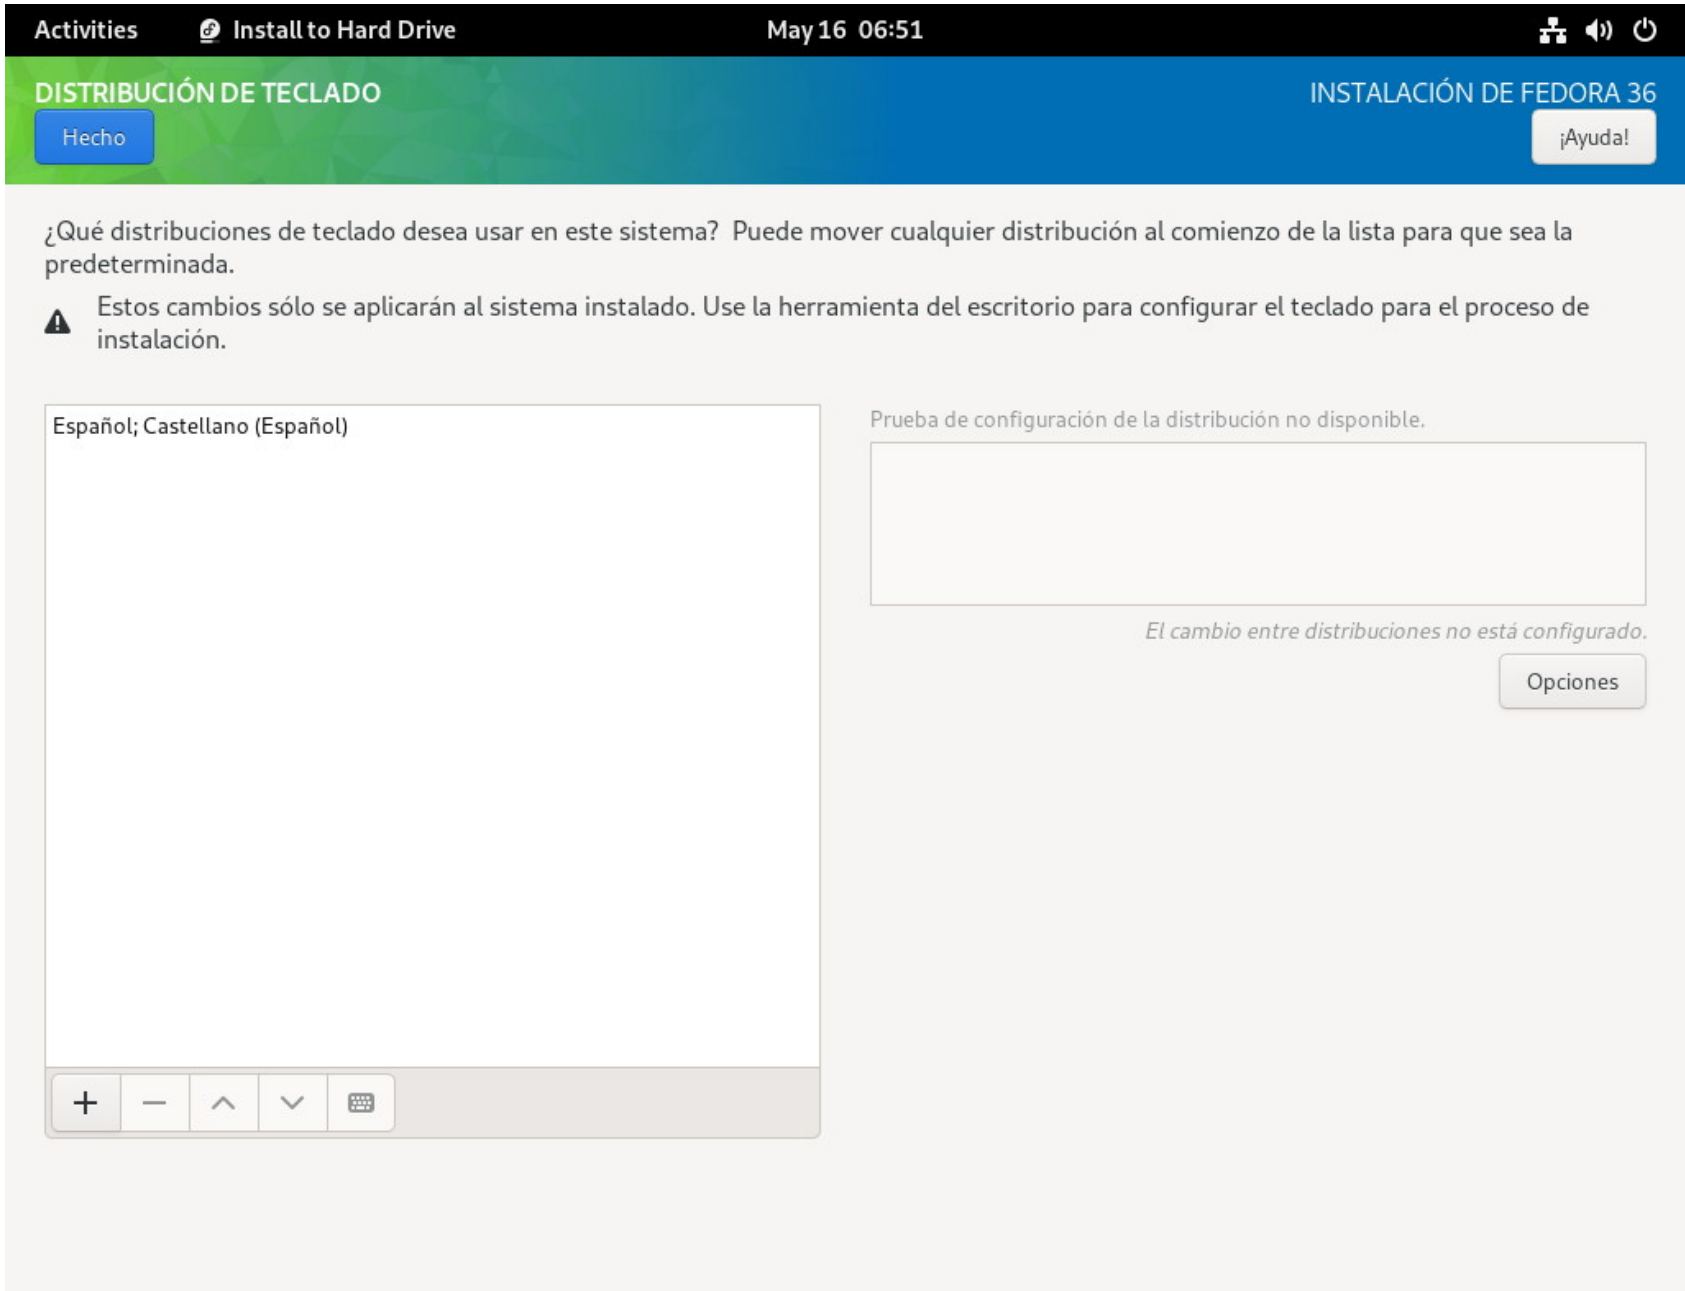 Activities Install to Hard Drive May 16 06:51
DISTRIBUCIÓN DE TECLADO INSTALACIÓN DE FEDORA 36
Hecho ¡Ayuda!
¿Qué distribuciones de teclado desea usar en este sistema? Puede mover cualquier distribución al comienzo de la lista para que sea la
predeterminada.
Estos cambios sólo se aplicarán al sistema instalado. Use la herramienta del escritorio para configurar el teclado para el proceso de
instalación.
Español; Castellano (Español)
Prueba de configuración de la distribución no disponible.
El cambio entre distribuciones no está configurado.
Opciones